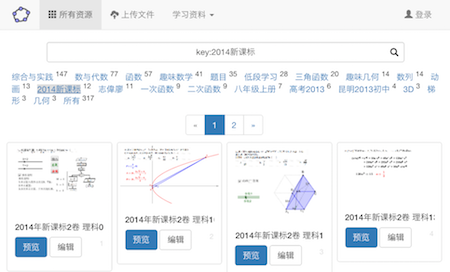 所有资源 上传文件 学习资料 登录
key:2014新课标
综合与实践 147 数与代数 77 函数 57 趣味数学 41 题目 35 低段学习 28 三角函数 20 趣味几何 14 数列 14 动
画 13 2014新课标 12 志偉廖 11 一次函数 9 二次函数 9 八年级上册 7 高考2013 6 昆明2013初中 4 3D 3 梯
形 3 几何 3 所有 317
« 1 2 »
2014年新课标2卷 理科0
预览 编辑 1
2014年新课标2卷 理科1
预览 编辑 2
2014年新课标2卷 理科1
预览 编辑 3
2014年新课标2卷 理科1
预览 编辑 4